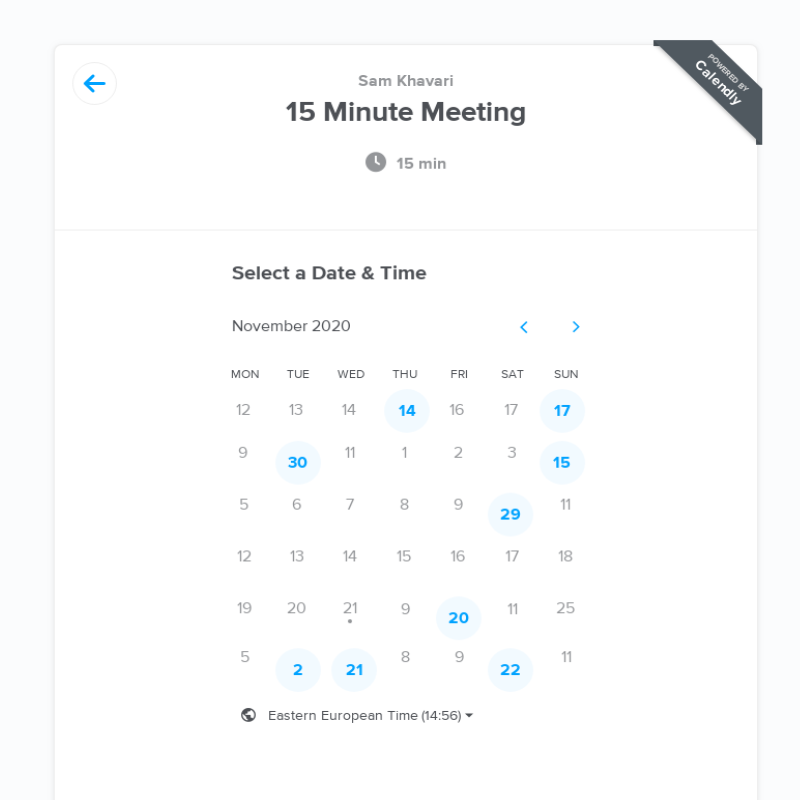 POWERED BY
Calendly
Sam Khavari
15 Minute Meeting
15 min
Select a Date & Time
November 2020
MON TUE WED THU FRI SAT SUN
12 13 14 14 16 17 17
9 30 11 1 2 3 15
5 6 7 8 9 29 11
12 13 14 15 16 17 18
19 20 21 9 20 11 25
5 2 21 8 9 22 11
Eastern European Time (14:56)